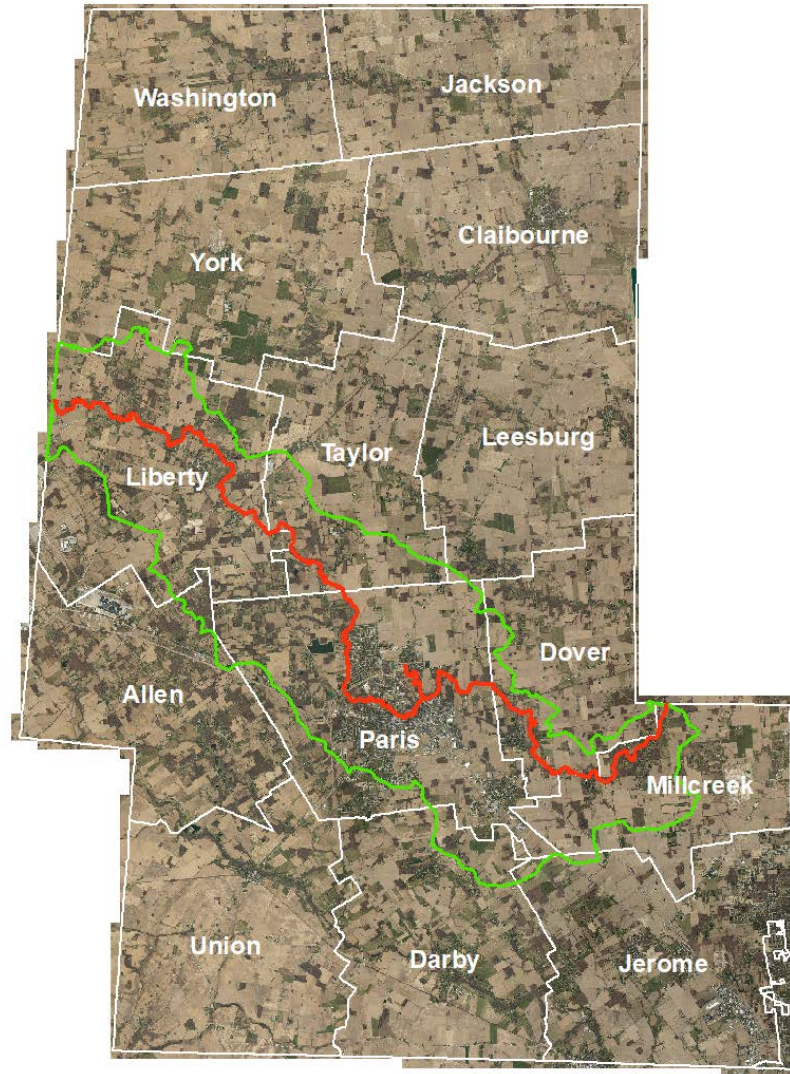 Washington
Jackson
Claibourne
York
Leesburg
Taylor
Liberty
Dover
Allen
Paris
Millcreek
Union
Darby
Jerome